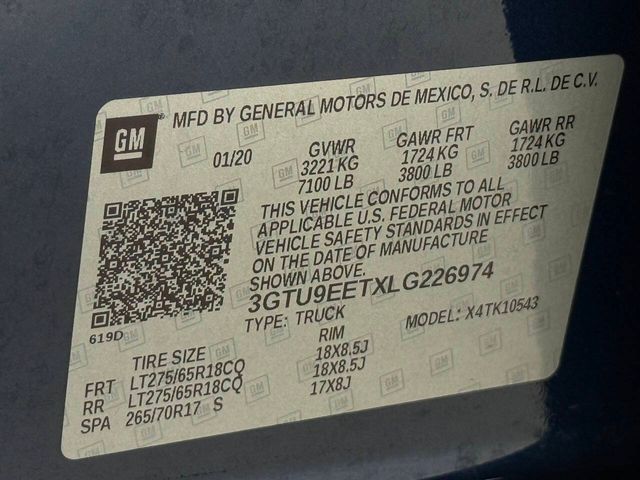 GM
MFD BY GENERAL MOTORS DE MEXICO, S. DE R.L. DE C.V.
01/20
GVWR
3221 KG
7100 LB
GAWR FRT
1724 KG
3800 LB
GAWR RR
1724 KG
3800 LB
THIS VEHICLE CONFORMS TO ALL
APPLICABLE U.S. FEDERAL MOTOR
VEHICLE SAFETY STANDARDS IN EFFECT
ON THE DATE OF MANUFACTURE
SHOWN ABOVE.
3GTU9EETXLG226974
TYPE: TRUCK
MODEL: X4TK10543
619D
TIRE SIZE RIM
FRT LT275/65R18CQ 18X8.5J
RR LT275/65R18CQ 18X8.5J
SPA 265/70R17 S 17X8J